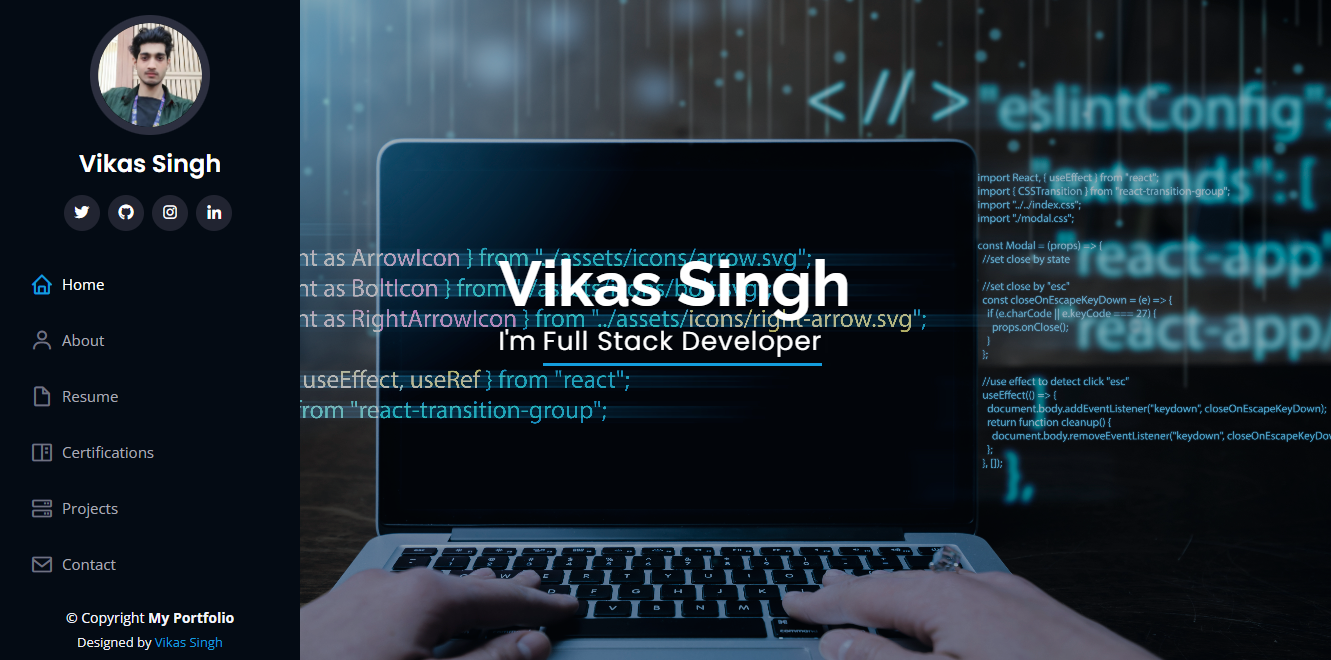 Vikas Singh
Home
About
Resume
Certifications
Projects
Contact
© Copyright My Portfolio
Designed by Vikas Singh
</ >
"eslintConfig":
"extends": [
"react-app"
"react-app/
},
nt as ArrowIcon } from "../assets/icons/arrow.svg";
nt as BoltIcon } from "../assets/icons/bolt.svg";
nt as RightArrowIcon } from "../assets/icons/right-arrow.svg";
useEffect, useRef } from "react";
from "react-transition-group";
Vikas Singh
I'm Full Stack Developer
import React, { useEffect } from "react";
import { CSSTransition } from "react-transition-group";
import "../../index.css";
import "./modal.css";
const Modal = (props) => {
//set close by state
//set close by "esc"
const closeOnEscapeKeyDown = (e) => {
if (e.charCode || e.keyCode === 27) {
props.onClose();
}
};
//use effect to detect click "esc"
useEffect(() => {
document.body.addEventListener("keydown", closeOnEscapeKeyDown);
return function cleanup() {
document.body.removeEventListener("keydown", closeOnEscapeKeyDow
};
}, []);